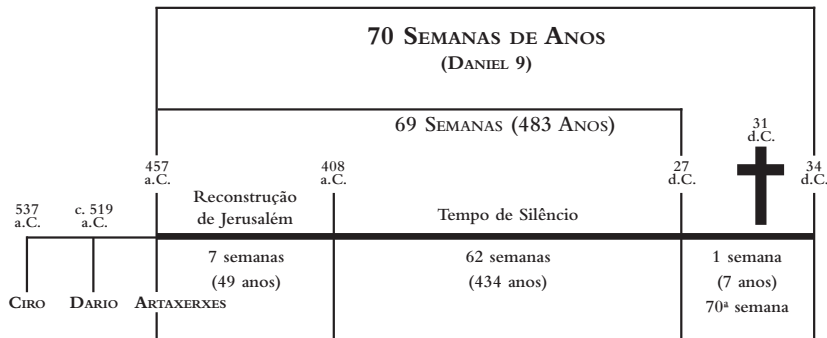 70 Semanas de Anos
(Daniel 9)
69 Semanas (483 Anos)
31
d.C.
457
a.C.
408
a.C.
27
d.C.
34
d.C.
537
a.C.
c. 519
a.C.
Reconstrução
de Jerusalém
Tempo de Silêncio
7 semanas
(49 anos)
62 semanas
(434 anos)
1 semana
(7 anos)
70ª semana
Ciro
Dario
Artaxerxes